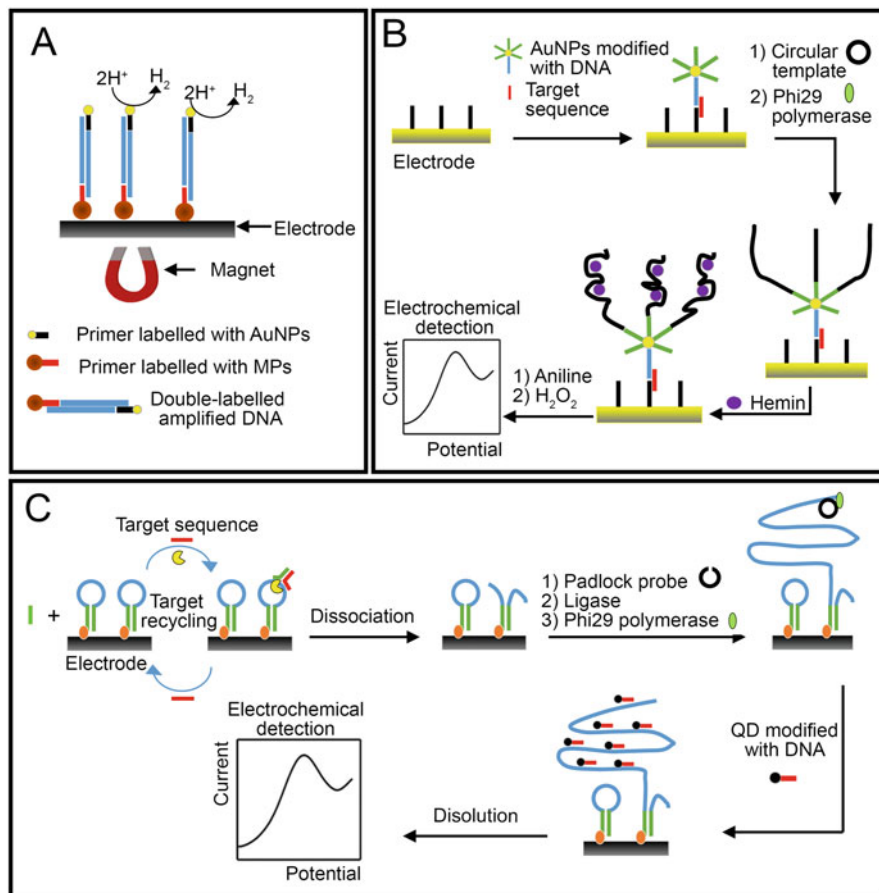 A
2H⁺
H₂
2H⁺
H₂
Electrode
Magnet
Primer labelled with AuNPs
Primer labelled with MPs
Double-labelled
amplified DNA
B
AuNPs modified
with DNA
Target
sequence
1) Circular
template
2) Phi29
polymerase
Electrode
Hemin
1) Aniline
2) H₂O₂
Electrochemical
detection
Current
Potential
C
Target sequence
+
Target
recycling
Electrode
Dissociation
1) Padlock probe
2) Ligase
3) Phi29 polymerase
QD modified
with DNA
Disolution
Electrochemical
detection
Current
Potential